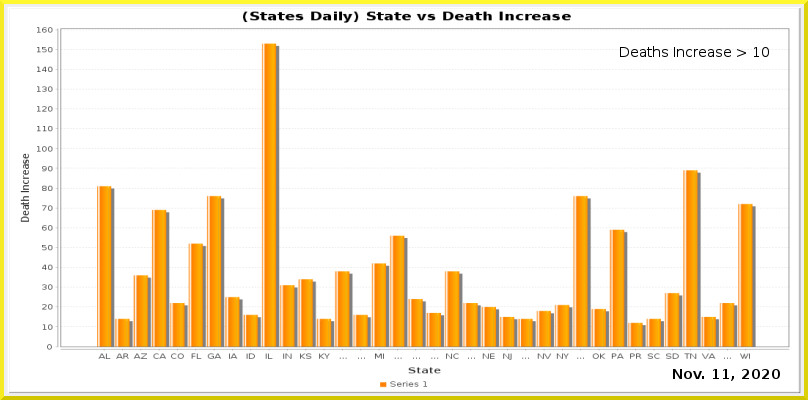 (States Daily) State vs Death Increase
Deaths Increase > 10
160
150
140
130
120
110
100
90
80
70
60
50
40
30
20
10
0
Death Increase
AL AR AZ CA CO FL GA IA ID IL IN KS KY ... ... MI ... ... ... NC ... NE NJ ... NV NY ... OK PA PR SC SD TN VA ... WI
State
Series 1
Nov. 11, 2020